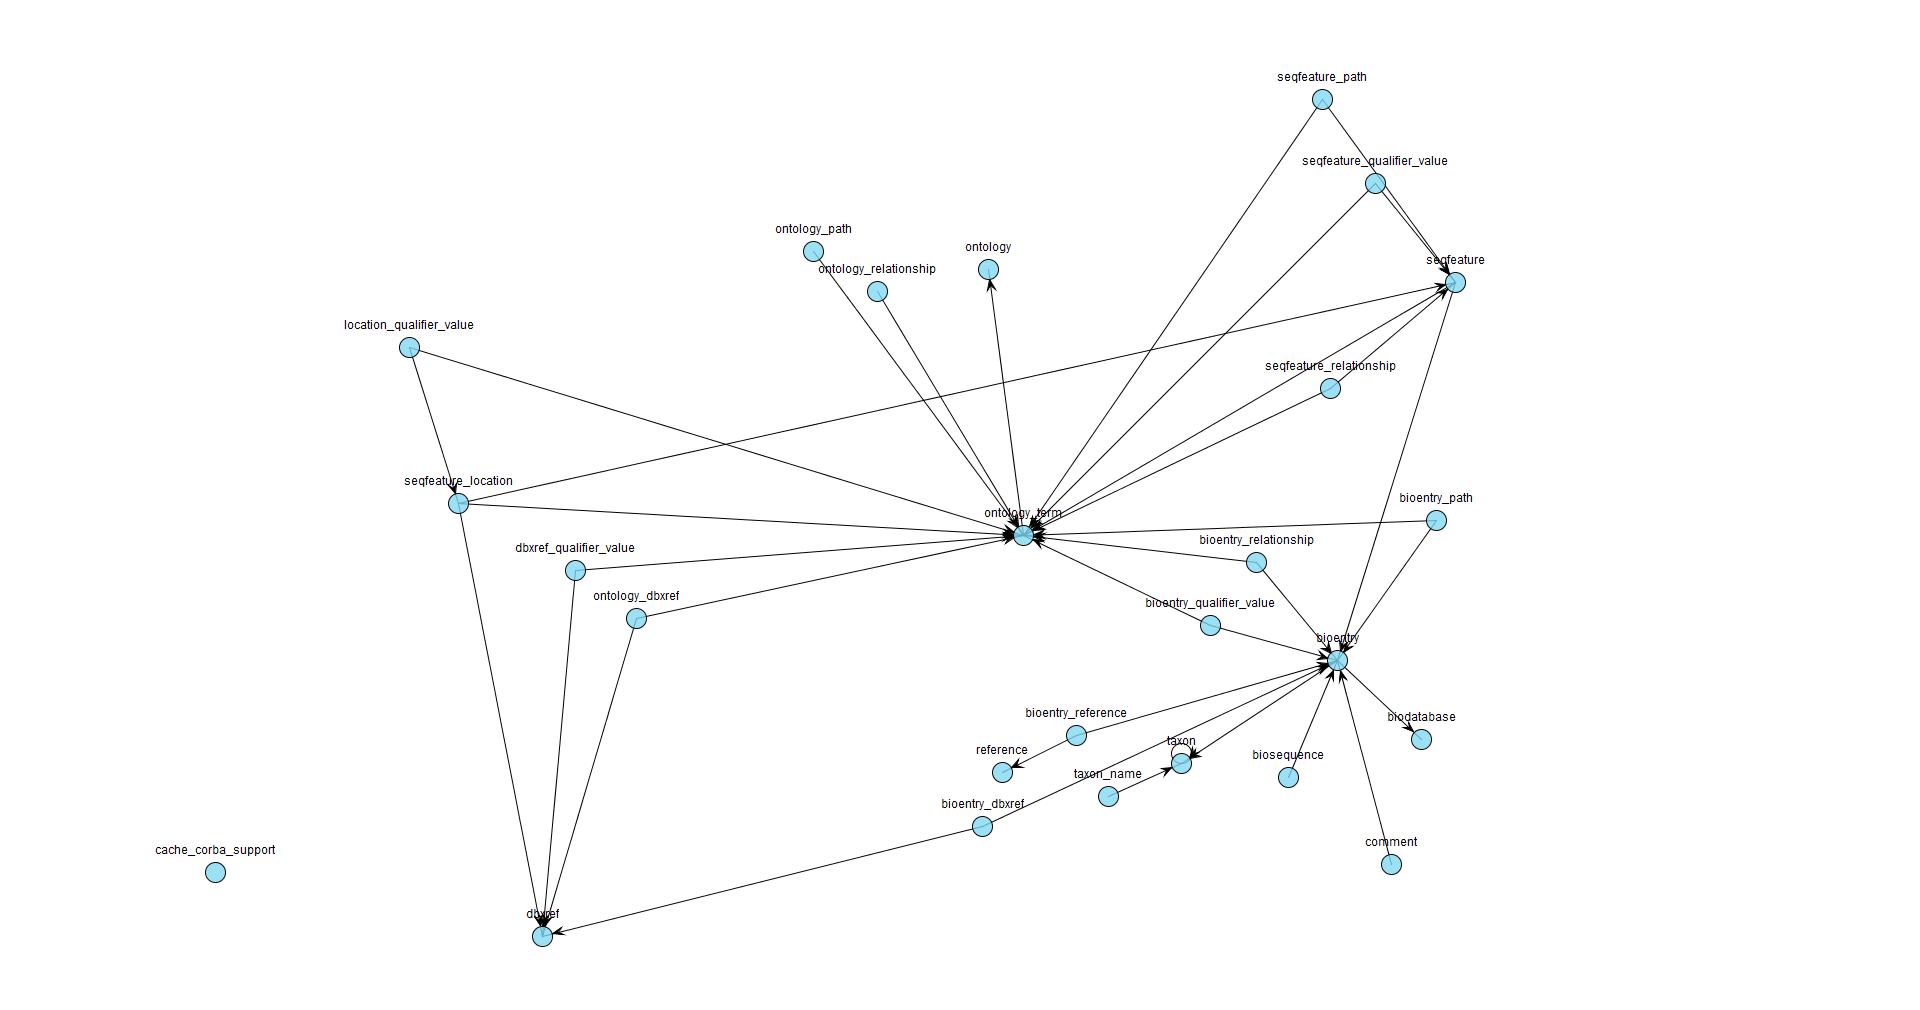 seqfeature_path
seqfeature_qualifier_value
ontology_path
ontology
seqfeature
ontology_relationship
location_qualifier_value
seqfeature_relationship
seqfeature_location
bioentry_path
ontology_term
bioentry_relationship
dbxref_qualifier_value
ontology_dbxref
bioentry_qualifier_value
bioentry
bioentry_reference
biodatabase
taxon
reference
biosequence
taxon_name
bioentry_dbxref
comment
cache_corba_support
dbxref